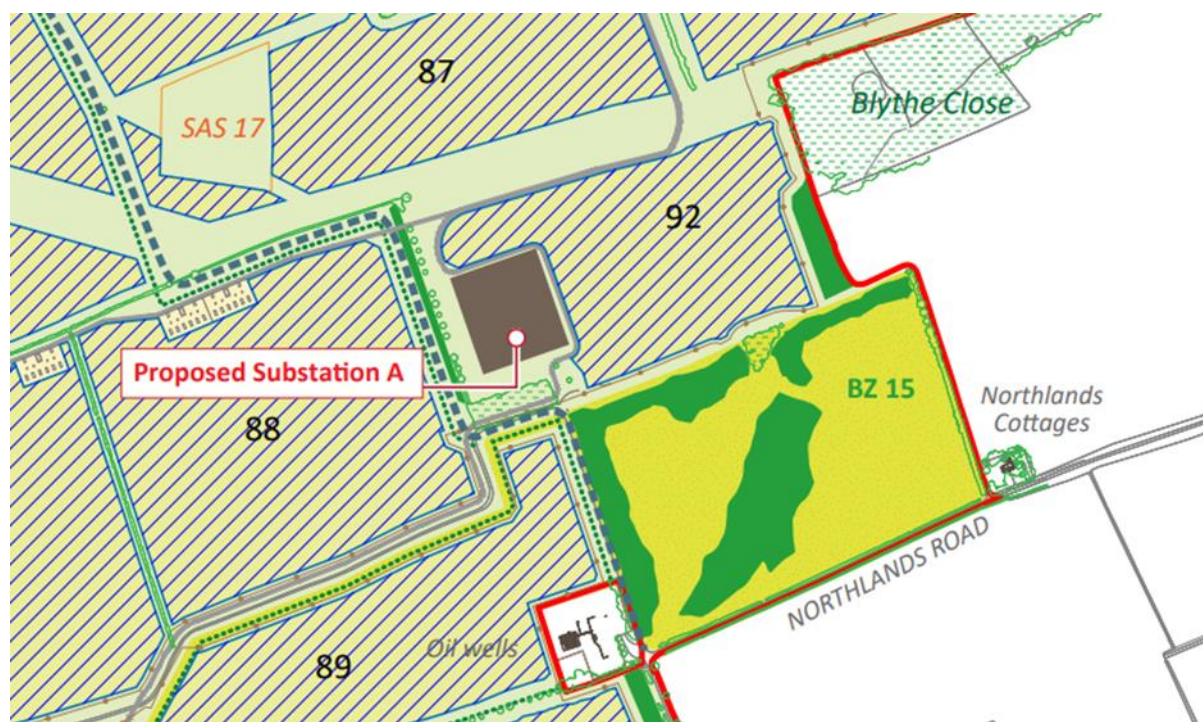 87
SAS 17
Blythe Close
92
Proposed Substation A
88
BZ 15
Northlands
Cottages
NORTHLANDS ROAD
Oil wells
89